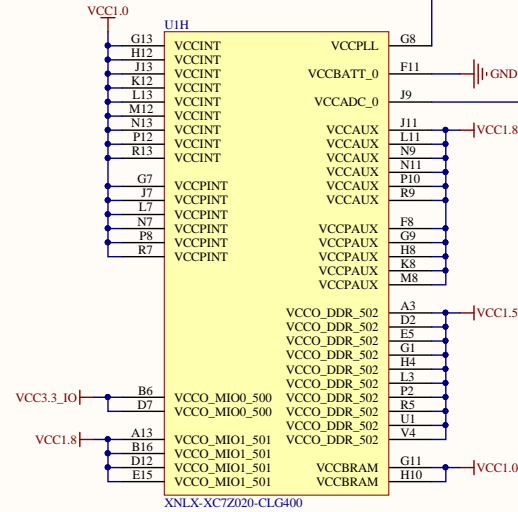 VCC1.0
U1H
G13 VCCINT
H12 VCCINT
J13 VCCINT
K12 VCCINT
L13 VCCINT
M12 VCCINT
N13 VCCINT
P12 VCCINT
R13 VCCINT
G7 VCCPINT
J7 VCCPINT
L7 VCCPINT
N7 VCCPINT
P8 VCCPINT
R7 VCCPINT
VCC3.3_IO B6 VCCO_MIO0_500
D7 VCCO_MIO0_500
VCC1.8 A13 VCCO_MIO1_501
B16 VCCO_MIO1_501
D12 VCCO_MIO1_501
E15 VCCO_MIO1_501
VCCPLL G8
VCCBATT_0 F11 GND
VCCADC_0 J9
VCCAUX J11 VCC1.8
VCCAUX L11
VCCAUX N9
VCCAUX N11
VCCAUX P10
VCCAUX R9
VCCPAUX F8
VCCPAUX G9
VCCPAUX H8
VCCPAUX K8
VCCPAUX M8
VCCO_DDR_502 A3 VCC1.5
VCCO_DDR_502 D2
VCCO_DDR_502 E5
VCCO_DDR_502 G1
VCCO_DDR_502 H4
VCCO_DDR_502 L3
VCCO_DDR_502 P2
VCCO_DDR_502 R5
VCCO_DDR_502 U1
VCCO_DDR_502 V4
VCCBRAM G11 VCC1.0
VCCBRAM H10
XNLX-XC7Z020-CLG400